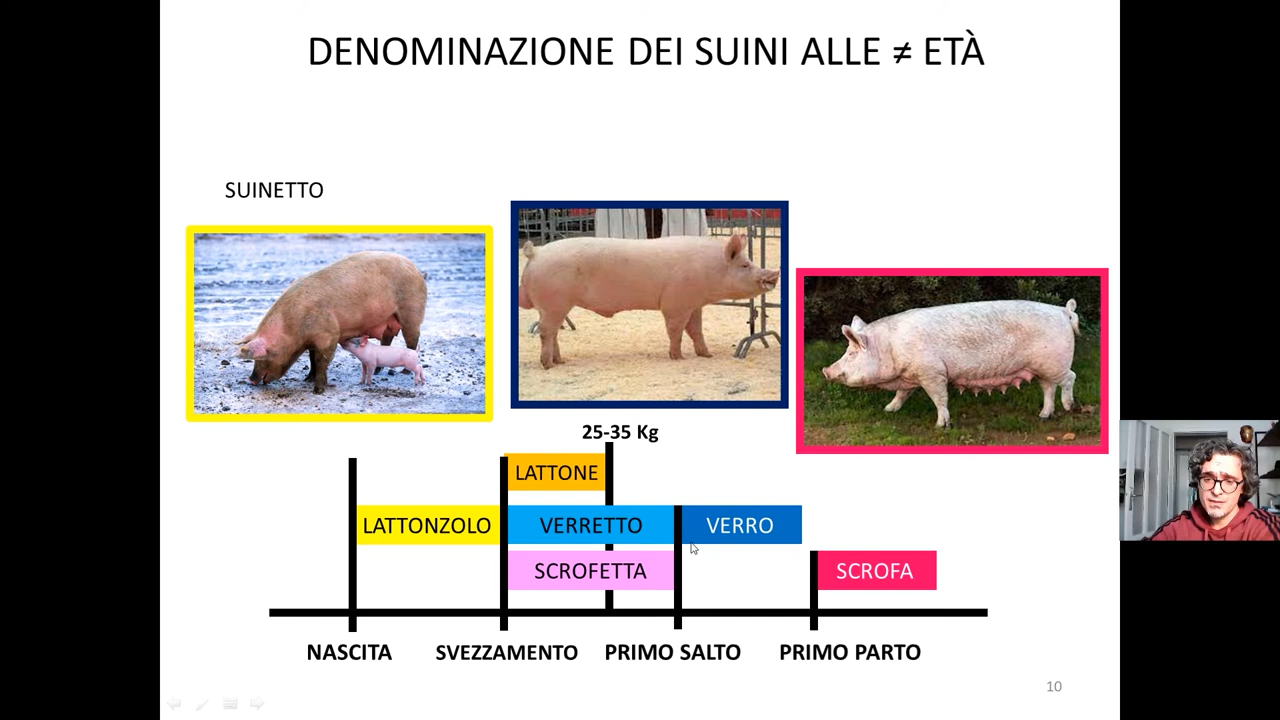 DENOMINAZIONE DEI SUINI ALLE ≠ ETÀ
SUINETTO
25-35 Kg
LATTONE
LATTONZOLO
VERRETTO
VERRO
SCROFETTA
SCROFA
NASCITA
SVEZZAMENTO
PRIMO SALTO
PRIMO PARTO
10